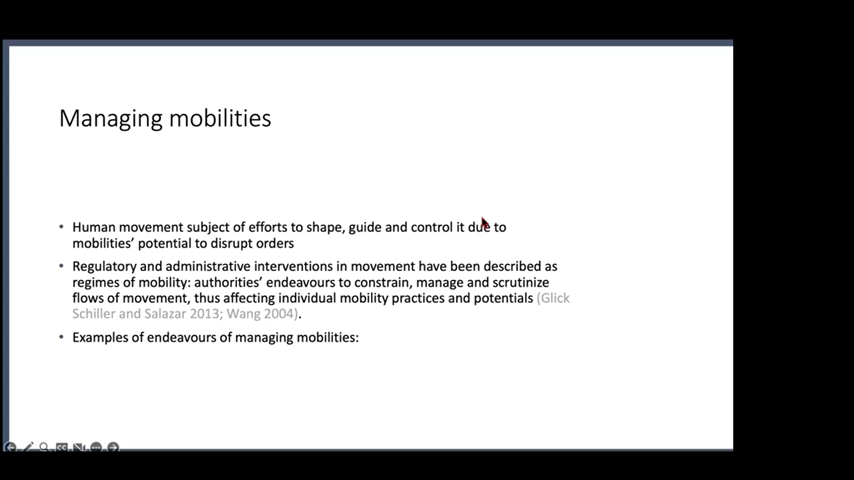 Managing mobilities
• Human movement subject of efforts to shape, guide and control it due to
mobilities’ potential to disrupt orders
• Regulatory and administrative interventions in movement have been described as
regimes of mobility: authorities’ endeavours to constrain, manage and scrutinize
flows of movement, thus affecting individual mobility practices and potentials (Glick
Schiller and Salazar 2013; Wang 2004).
• Examples of endeavours of managing mobilities: